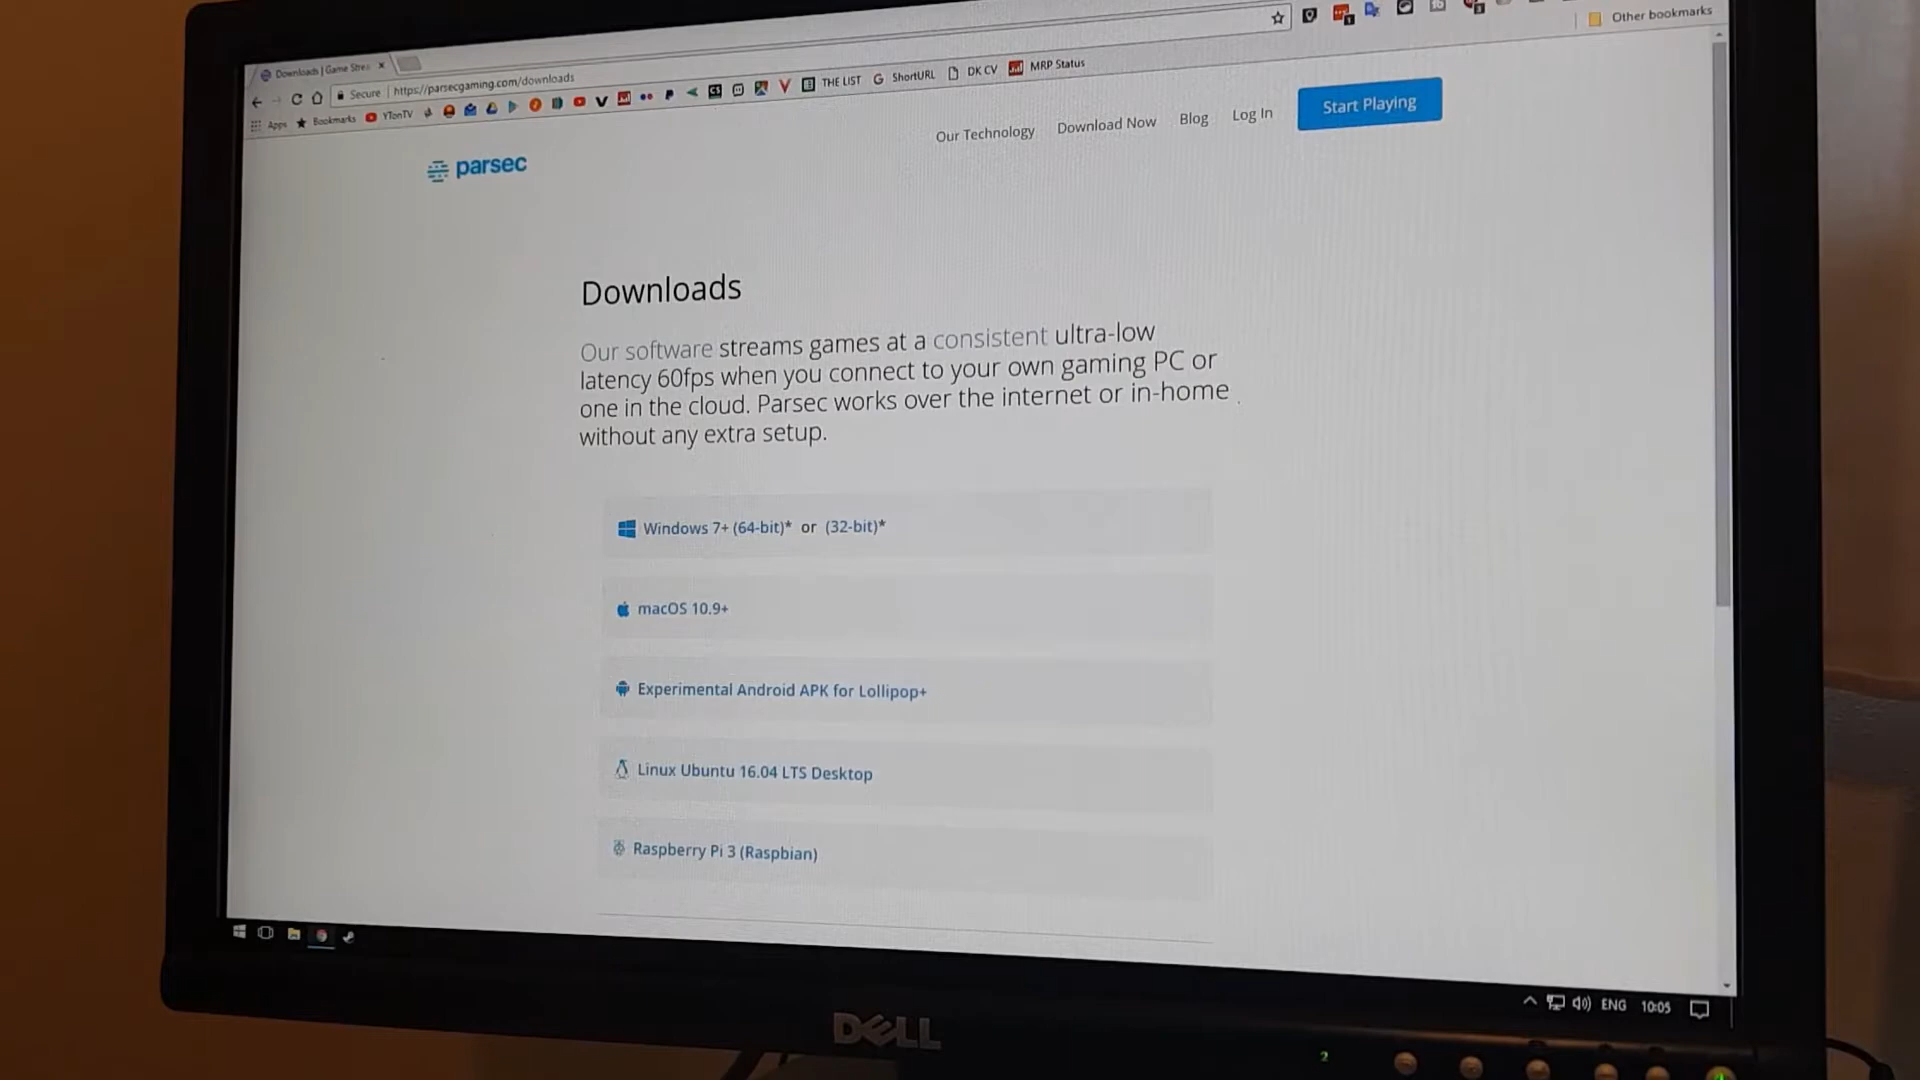 Downloads | Game Strea
Secure https://parsecgaming.com/downloads
Other bookmarks
Apps Bookmarks YTonTV THE LIST ShortURL DK CV MRP Status
parsec
Our Technology Download Now Blog Log In Start Playing
Downloads
Our software streams games at a consistent ultra-low
latency 60fps when you connect to your own gaming PC or
one in the cloud. Parsec works over the internet or in-home
without any extra setup.
Windows 7+ (64-bit)* or (32-bit)*
macOS 10.9+
Experimental Android APK for Lollipop+
Linux Ubuntu 16.04 LTS Desktop
Raspberry Pi 3 (Raspbian)
ENG 10:05
DELL
2